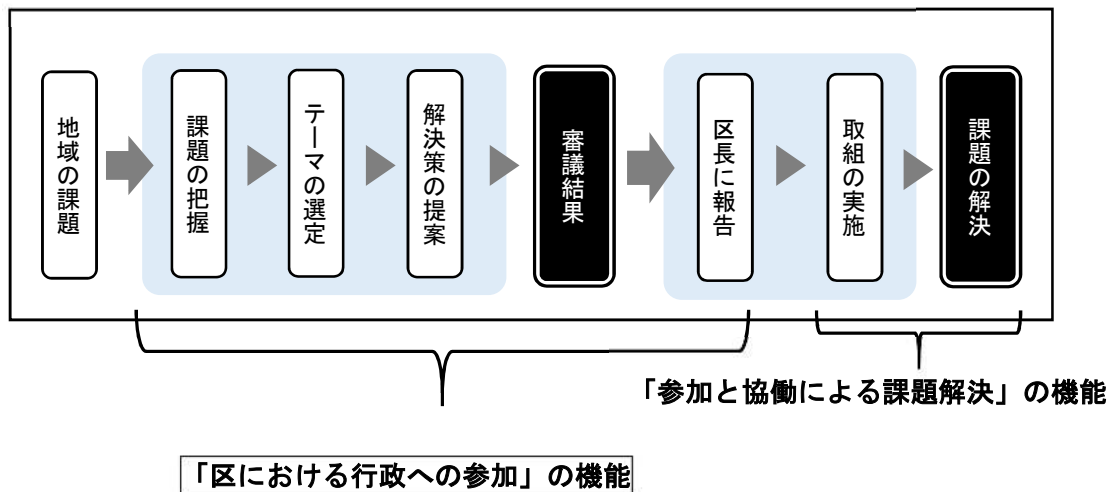 地域の課題
課題の把握
テーマの選定
解決策の提案
審議結果
区長に報告
取組の実施
課題の解決
「参加と協働による課題解決」の機能
「区における行政への参加」の機能